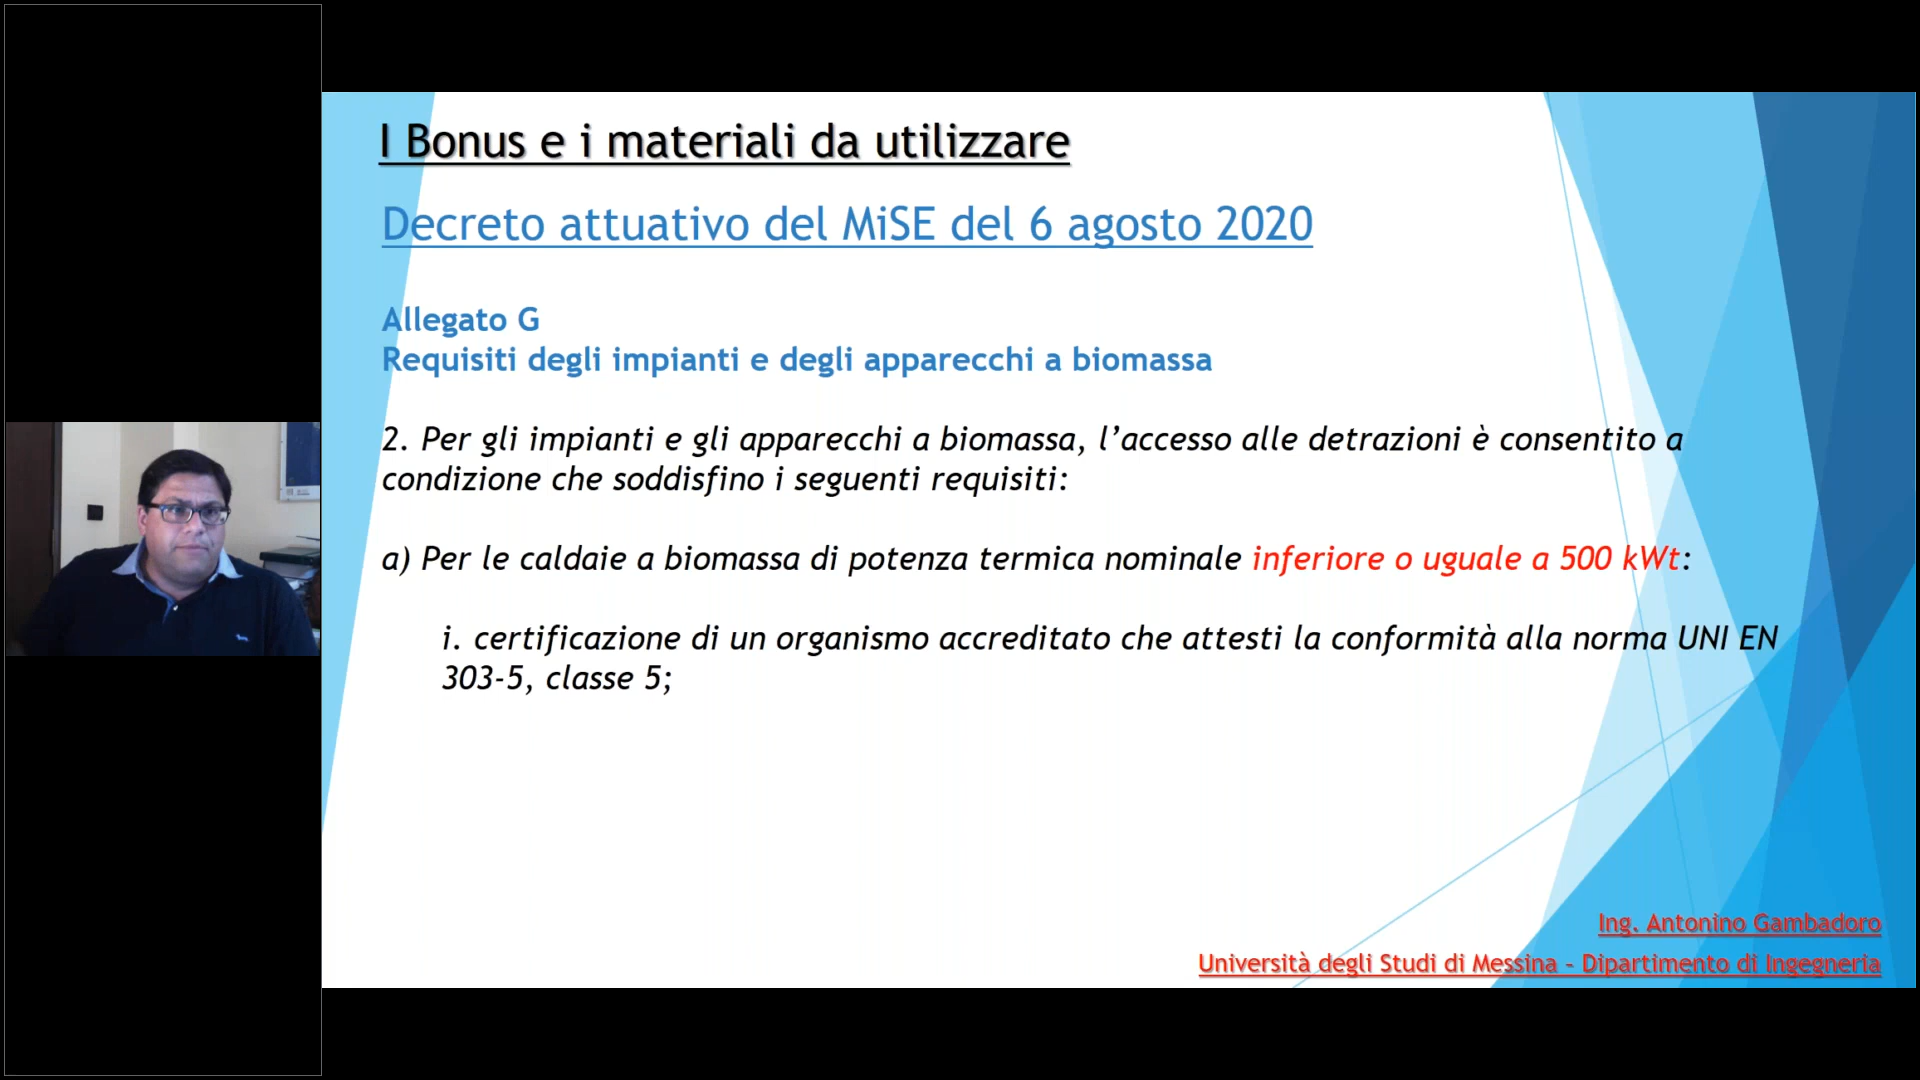 I Bonus e i materiali da utilizzare
Decreto attuativo del MiSE del 6 agosto 2020
Allegato G
Requisiti degli impianti e degli apparecchi a biomassa
2. Per gli impianti e gli apparecchi a biomassa, l’accesso alle detrazioni è consentito a
condizione che soddisfino i seguenti requisiti:
a) Per le caldaie a biomassa di potenza termica nominale inferiore o uguale a 500 kWt:
i. certificazione di un organismo accreditato che attesti la conformità alla norma UNI EN
303-5, classe 5;
Ing. Antonino Gambadoro
Università degli Studi di Messina – Dipartimento di Ingegneria